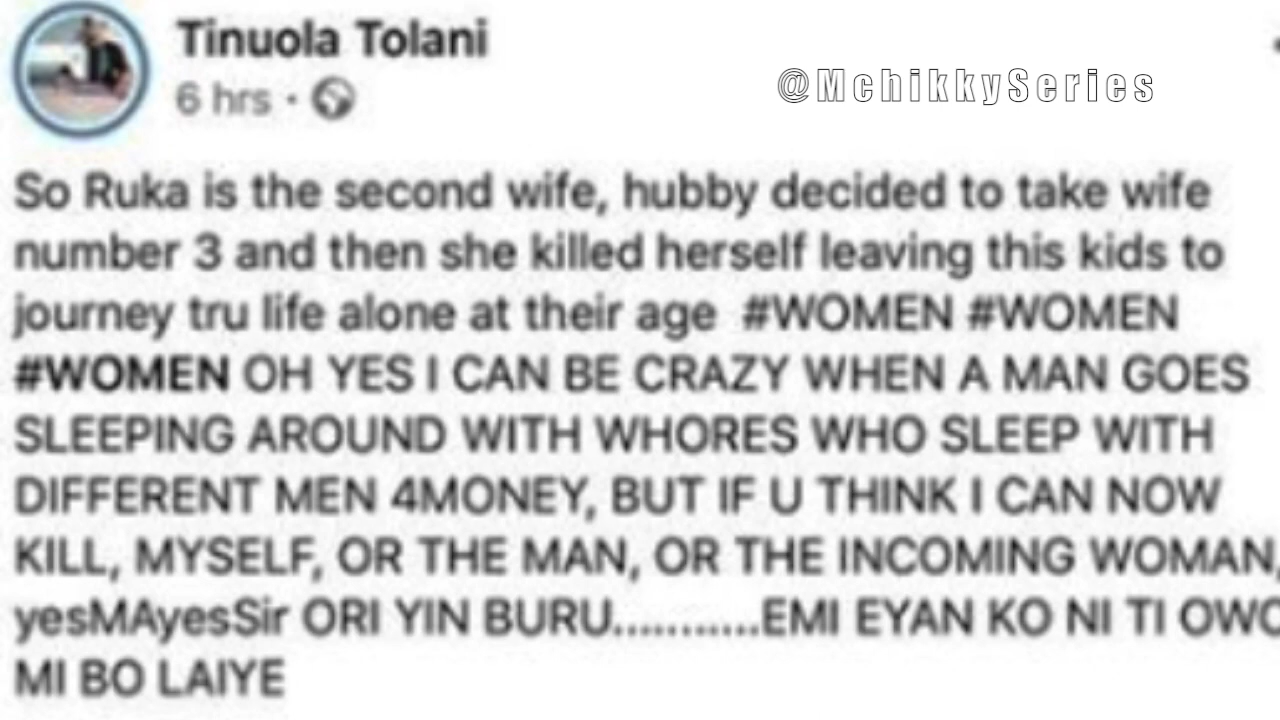 Tinuola Tolani
6 hrs ·
@MchikkySeries
So Ruka is the second wife, hubby decided to take wife
number 3 and then she killed herself leaving this kids to
journey tru life alone at their age #WOMEN #WOMEN
#WOMEN OH YES I CAN BE CRAZY WHEN A MAN GOES
SLEEPING AROUND WITH WHORES WHO SLEEP WITH
DIFFERENT MEN 4MONEY, BUT IF U THINK I CAN NOW
KILL, MYSELF, OR THE MAN, OR THE INCOMING WOMAN,
yesMAyesSir ORI YIN BURU............EMI EYAN KO NI TI OWO
MI BO LAIYE